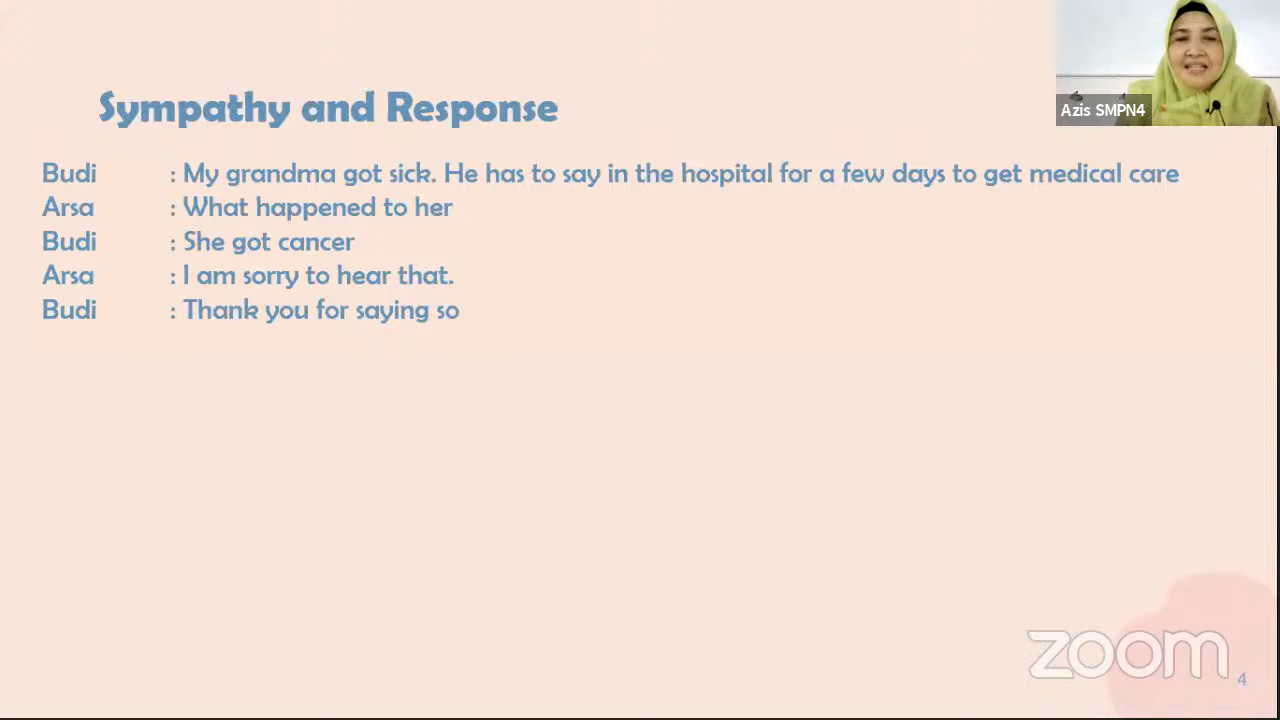 Azis SMPN4
Sympathy and Response
Budi : My grandma got sick. He has to say in the hospital for a few days to get medical care
Arsa : What happened to her
Budi : She got cancer
Arsa : I am sorry to hear that.
Budi : Thank you for saying so
zoom
4